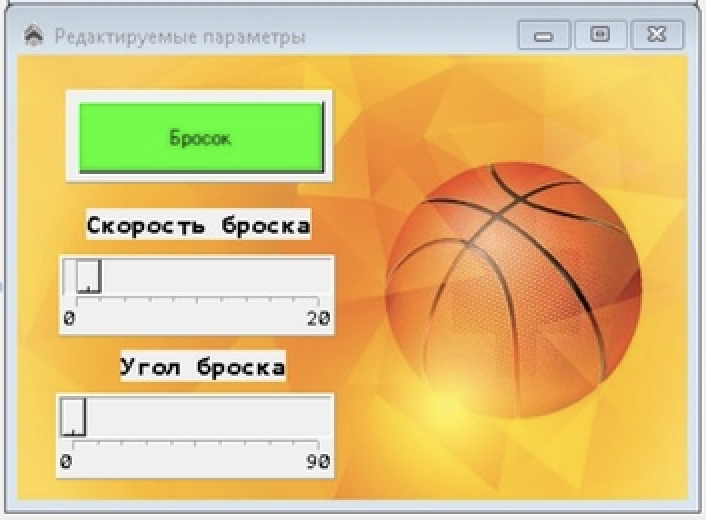 Редактируемые параметры
Бросок
Скорость броска
0 20
Угол броска
0 90